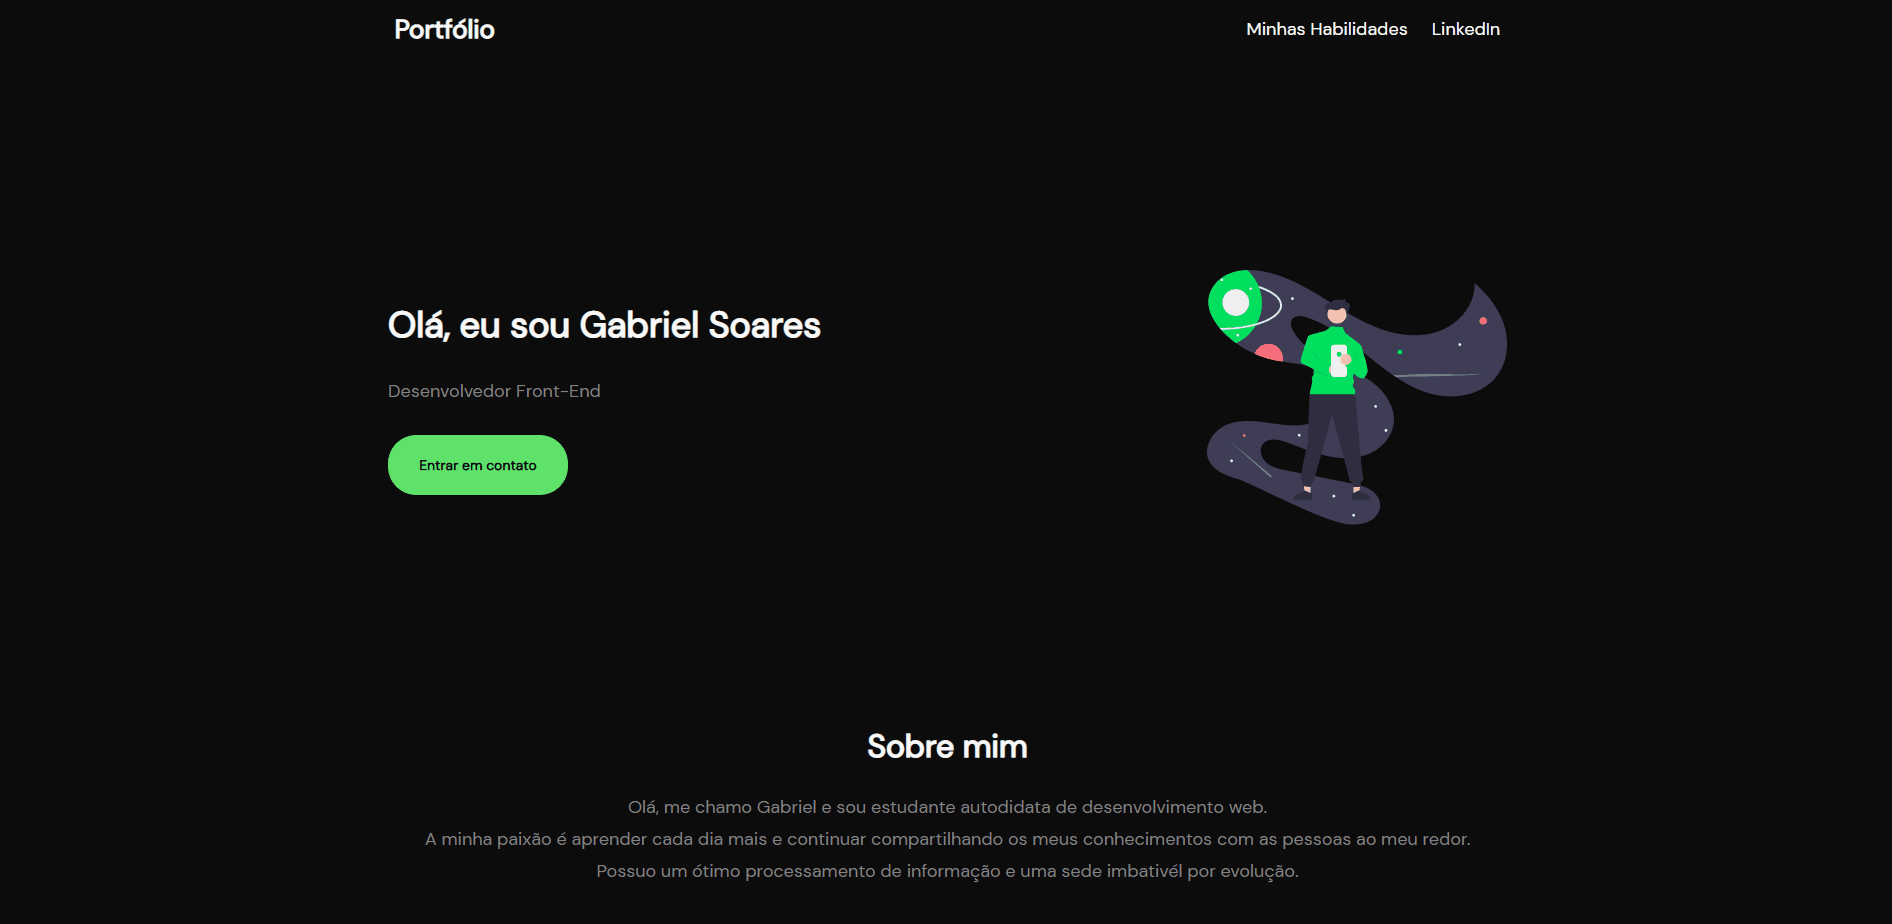 Portfólio
Minhas Habilidades
LinkedIn
Olá, eu sou Gabriel Soares
Desenvolvedor Front-End
Entrar em contato
Sobre mim
Olá, me chamo Gabriel e sou estudante autodidata de desenvolvimento web.
A minha paixão é aprender cada dia mais e continuar compartilhando os meus conhecimentos com as pessoas ao meu redor.
Possuo um ótimo processamento de informação e uma sede imbativél por evolução.